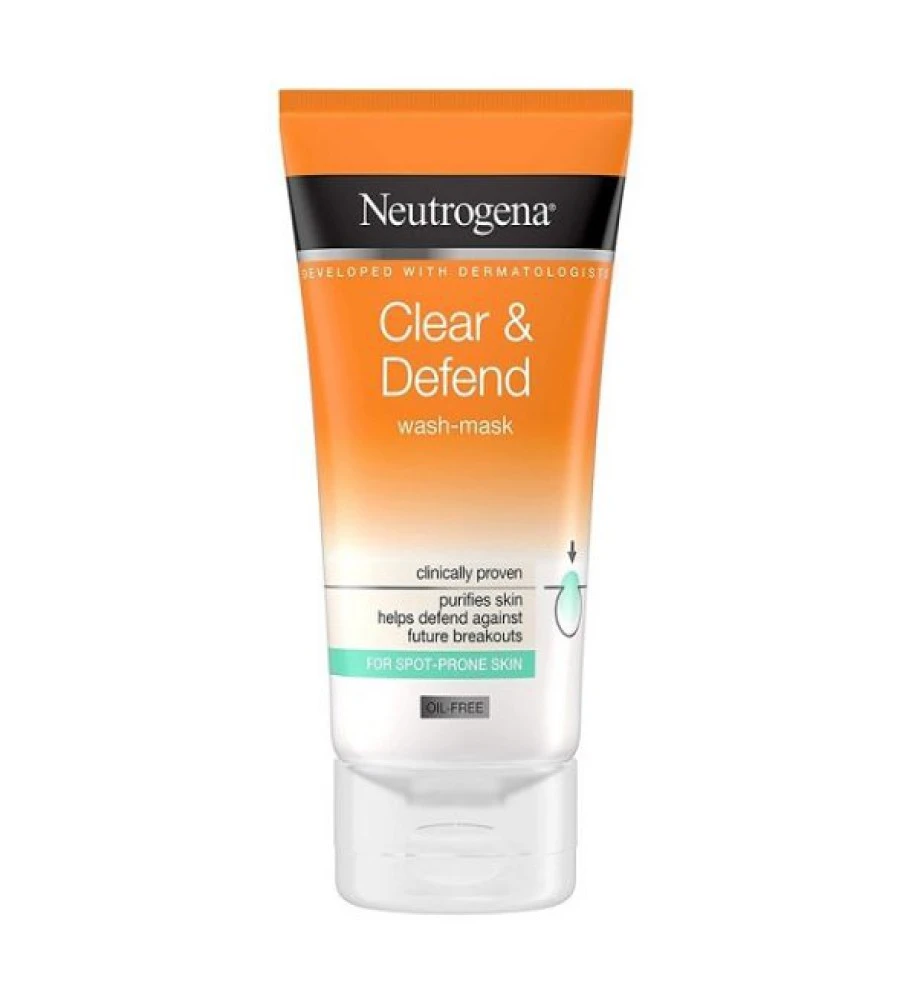 Neutrogena®
DEVELOPED WITH DERMATOLOGISTS
Clear &
Defend
wash-mask
clinically proven
purifies skin
helps defend against
future breakouts
FOR SPOT-PRONE SKIN
OIL-FREE